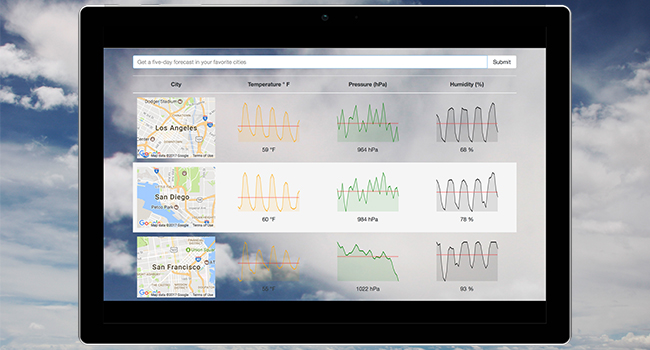 Get a five-day forecast in your favorite cities Submit
City Temperature ° F Pressure (hPa) Humidity (%)
Dodger Stadium
Los Angeles
Google Map data ©2017 Google Terms of Use
59 °F 964 hPa 68 %
San Diego
Google Map data ©2017 Google Terms of Use
60 °F 984 hPa 78 %
Union Square
San Francisco
Google Map data ©2017 Google Terms of Use
1022 hPa 93 %